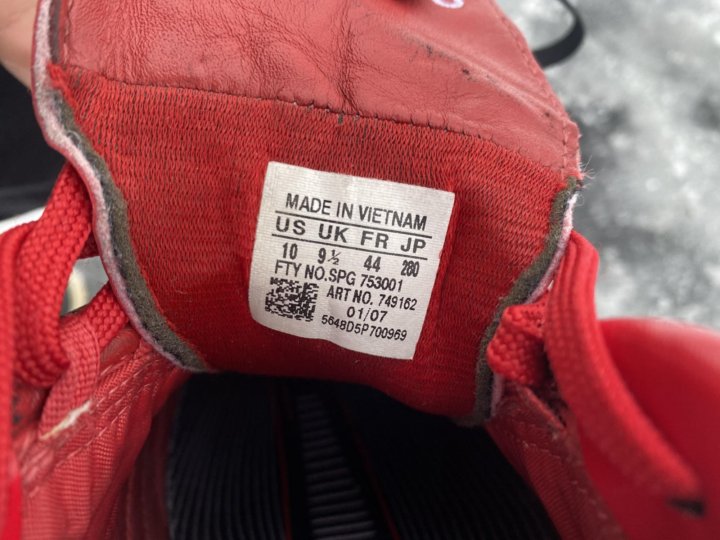 MADE IN VIETNAM
US UK FR JP
10 9½ 44 280
FTY NO.SPG 753001
ART NO. 749162
01/07
564BD5P700969